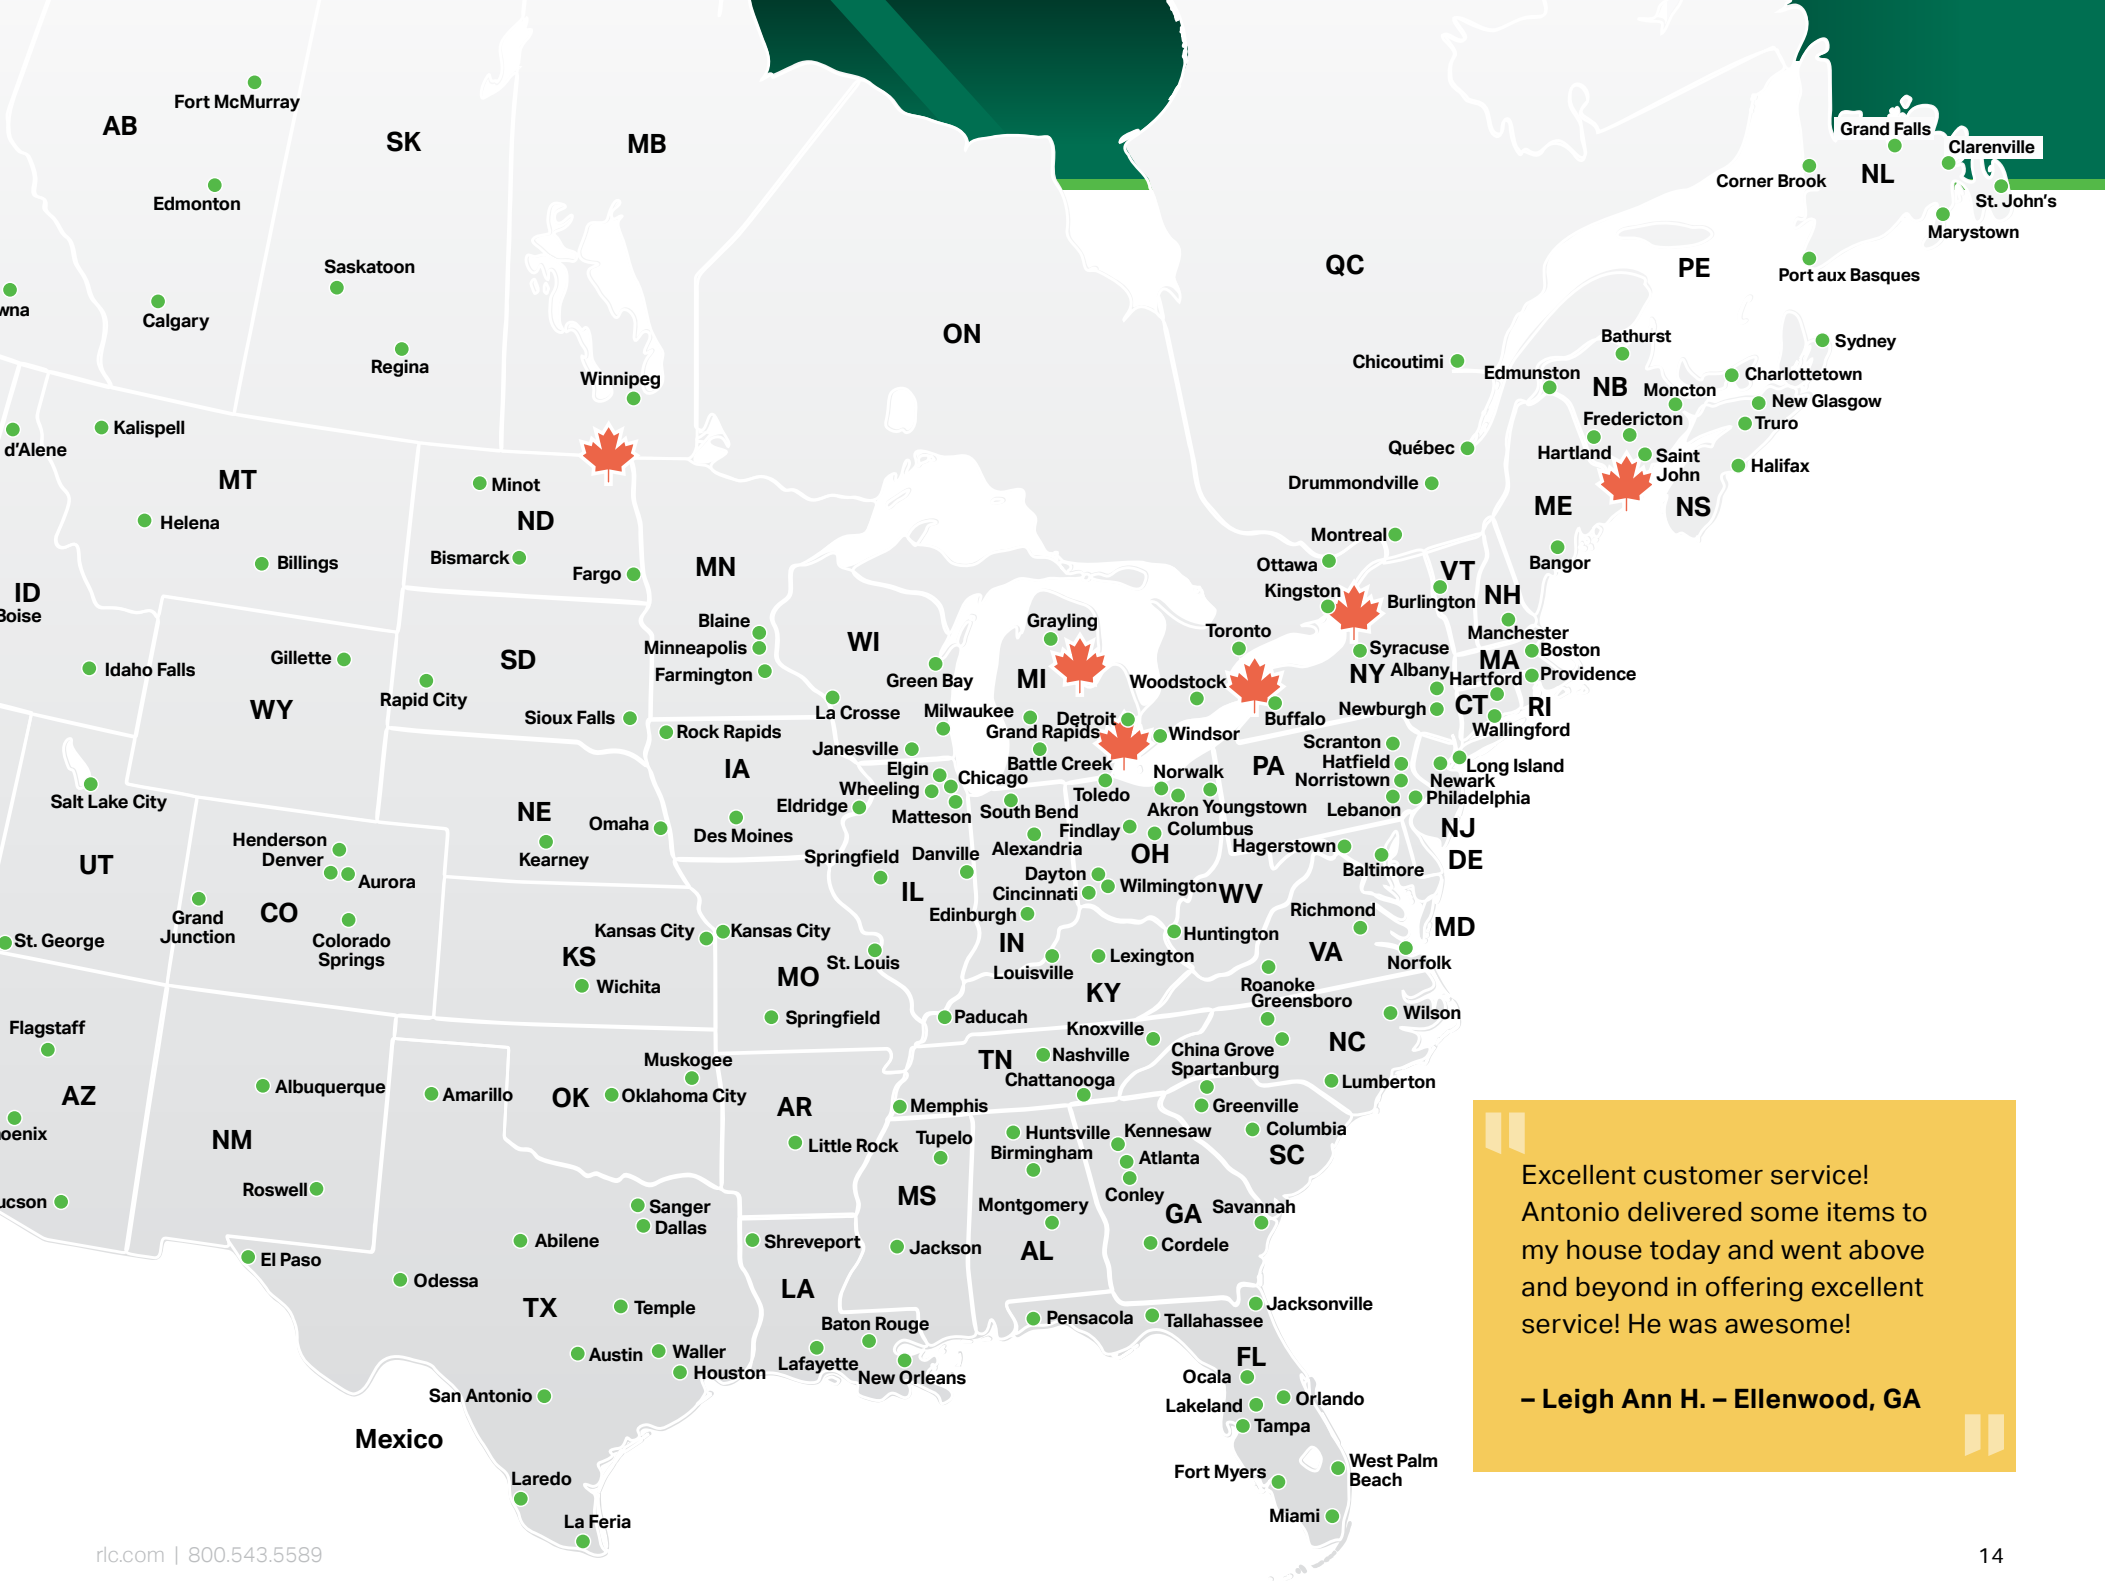 Grand Falls
Fort McMurray
AB
SK
MB
Clarenville
Corner Brook
NL
Edmonton
St. John's
Marystown
QC
PE
Saskatoon
Port aux Basques
wna
Calgary
ON
Bathurst
Sydney
Regina
Chicoutimi
Edmunston
Charlottetown
Winnipeg
NB
Moncton
New Glasgow
Fredericton
Truro
Kalispell
d'Alene
Québec
Hartland
Saint
John
Halifax
MT
Minot
Drummondville
ME
NS
Helena
ND
Montreal
Billings
Bismarck
Fargo
MN
Ottawa
VT
Bangor
ID
Boise
Kingston
Burlington
NH
Blaine
Grayling
Toronto
Manchester
Minneapolis
WI
Syracuse
MA
Boston
Idaho Falls
Gillette
SD
Farmington
Green Bay
MI
Woodstock
NY
Albany
Hartford
Providence
Rapid City
WY
Sioux Falls
La Crosse
Milwaukee
Detroit
Buffalo
Newburgh
CT
RI
Rock Rapids
Grand Rapids
Windsor
Wallingford
Janesville
Scranton
IA
Elgin
Chicago
Battle Creek
Norwalk
PA
Hatfield
Long Island
Salt Lake City
Wheeling
Toledo
Norristown
Newark
NE
Eldridge
Matteson
South Bend
Akron
Youngstown
Lebanon
Philadelphia
Omaha
Des Moines
Findlay
Columbus
NJ
Henderson
Denver
Kearney
Springfield
Danville
Alexandria
OH
Hagerstown
DE
UT
Aurora
Dayton
Baltimore
IL
Cincinnati
Wilmington
WV
Grand
Junction
CO
Edinburgh
Richmond
St. George
Colorado
Springs
Kansas City
Kansas City
IN
Huntington
VA
MD
KS
St. Louis
Louisville
Lexington
Norfolk
Wichita
MO
KY
Roanoke
Greensboro
Flagstaff
Springfield
Paducah
Wilson
Knoxville
Muskogee
TN
Nashville
China Grove
NC
AZ
Albuquerque
Amarillo
OK
Oklahoma City
Chattanooga
Spartanburg
Lumberton
AR
Memphis
Greenville
oenix
NM
Little Rock
Tupelo
Huntsville
Kennesaw
Columbia
Birmingham
Atlanta
SC
ucson
Roswell
MS
Conley
Sanger
Montgomery
GA
Savannah
Dallas
El Paso
Abilene
Shreveport
Jackson
AL
Cordele
Odessa
LA
TX
Temple
Jacksonville
Baton Rouge
Pensacola
Tallahassee
Austin
Waller
Lafayette
FL
Houston
New Orleans
Ocala
San Antonio
Orlando
Lakeland
Mexico
Tampa
Laredo
Fort Myers
West Palm
Beach
La Feria
Miami
"
Excellent customer service!
Antonio delivered some items to
my house today and went above
and beyond in offering excellent
service! He was awesome!
– Leigh Ann H. – Ellenwood, GA
"
rlc.com | 800.543.5589
14